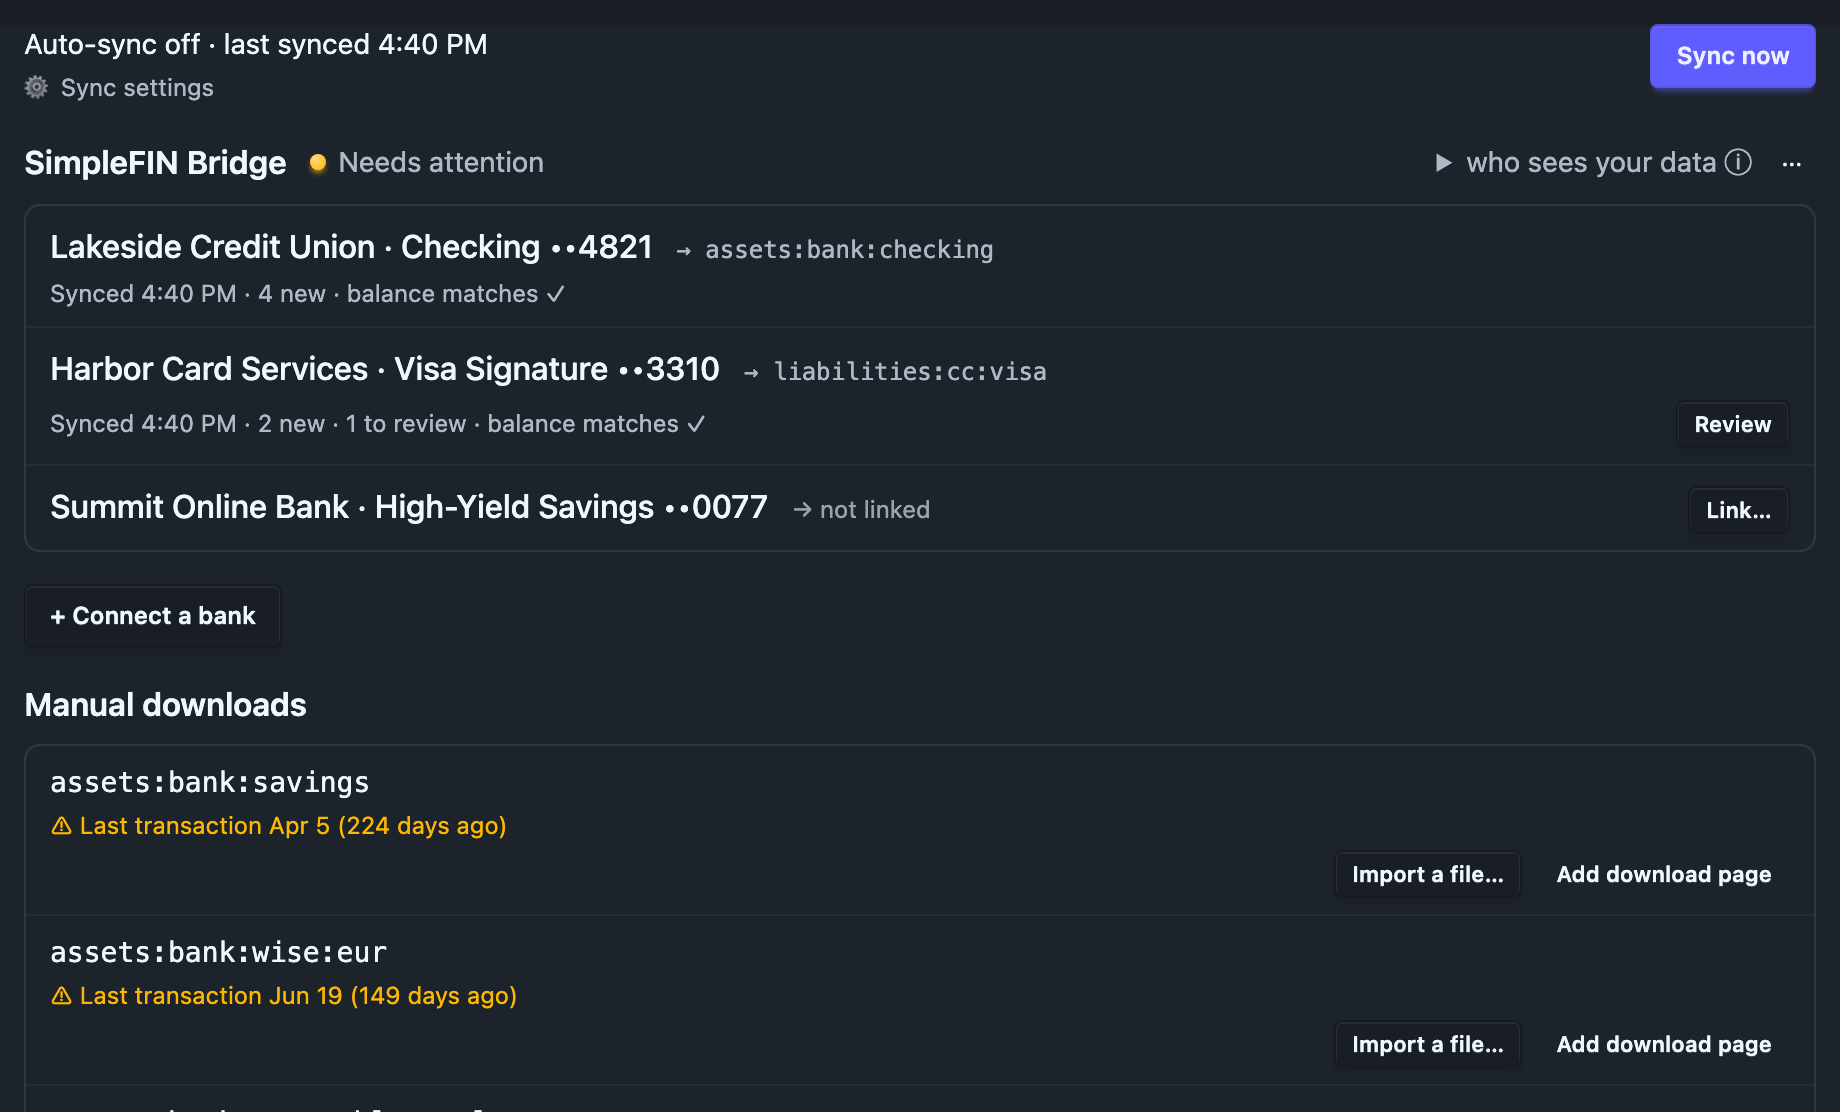 Auto-sync off · last synced 4:40 PM
Sync now
Sync settings
SimpleFIN Bridge Needs attention
▶ who sees your data ⓘ ...
Lakeside Credit Union · Checking ••4821 → assets:bank:checking
Synced 4:40 PM · 4 new · balance matches ✓
Harbor Card Services · Visa Signature ••3310 → liabilities:cc:visa
Synced 4:40 PM · 2 new · 1 to review · balance matches ✓
Review
Summit Online Bank · High-Yield Savings ••0077 → not linked
Link...
+ Connect a bank
Manual downloads
assets:bank:savings
⚠ Last transaction Apr 5 (224 days ago)
Import a file... Add download page
assets:bank:wise:eur
⚠ Last transaction Jun 19 (149 days ago)
Import a file... Add download page